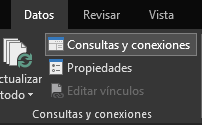 Datos Revisar Vista
Consultas y conexiones
Propiedades
ctualizar
todo
Editar vínculos
Consultas y conexiones